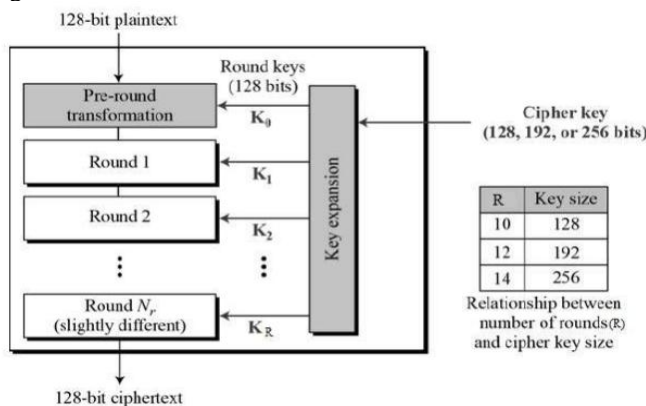 128-bit plaintext
Round keys
(128 bits)
Pre-round
transformation
K₀
Cipher key
(128, 192, or 256 bits)
Round 1
K₁
Round 2
K₂
Key expansion
R Key size
10 128
12 192
14 256
⋮ ⋮
Round Nᵣ
(slightly different)
K_R
Relationship between
number of rounds(R)
and cipher key size
128-bit ciphertext